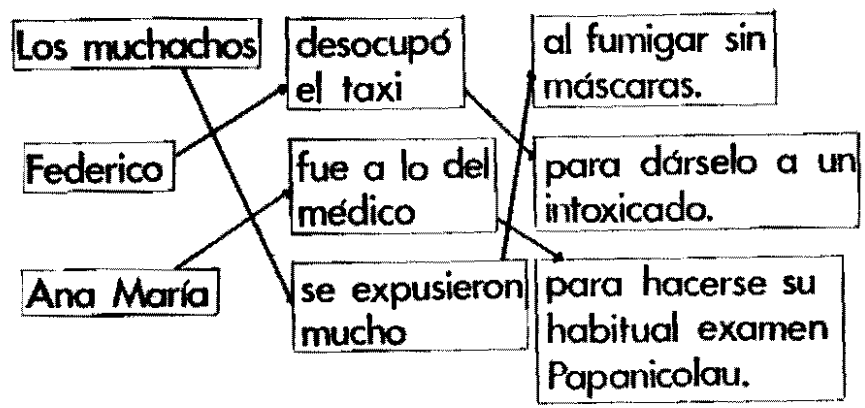 Los muchachos
desocupó
el taxi
al fumigar sin
máscaras.
Federico
fue a lo del
médico
para dárselo a un
intoxicado.
Ana María
se expusieron
mucho
para hacerse su
habitual examen
Papanicolau.